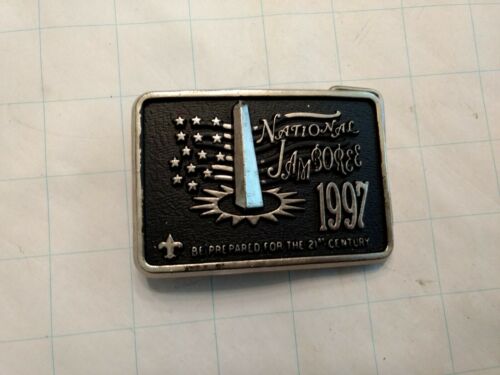 NATIONAL
JAMBOREE
1997
BE PREPARED FOR THE 21ST CENTURY